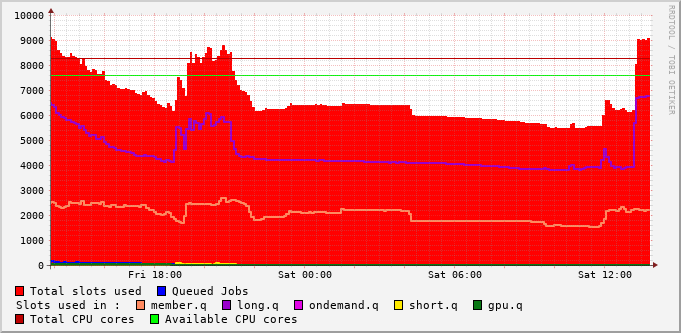 10000
9000
8000
7000
6000
5000
4000
3000
2000
1000
0
Fri 18:00 Sat 00:00 Sat 06:00 Sat 12:00
RRDTOOL / TOBI OETIKER
Total slots used Queued Jobs
Slots used in : member.q long.q ondemand.q short.q gpu.q
Total CPU cores Available CPU cores